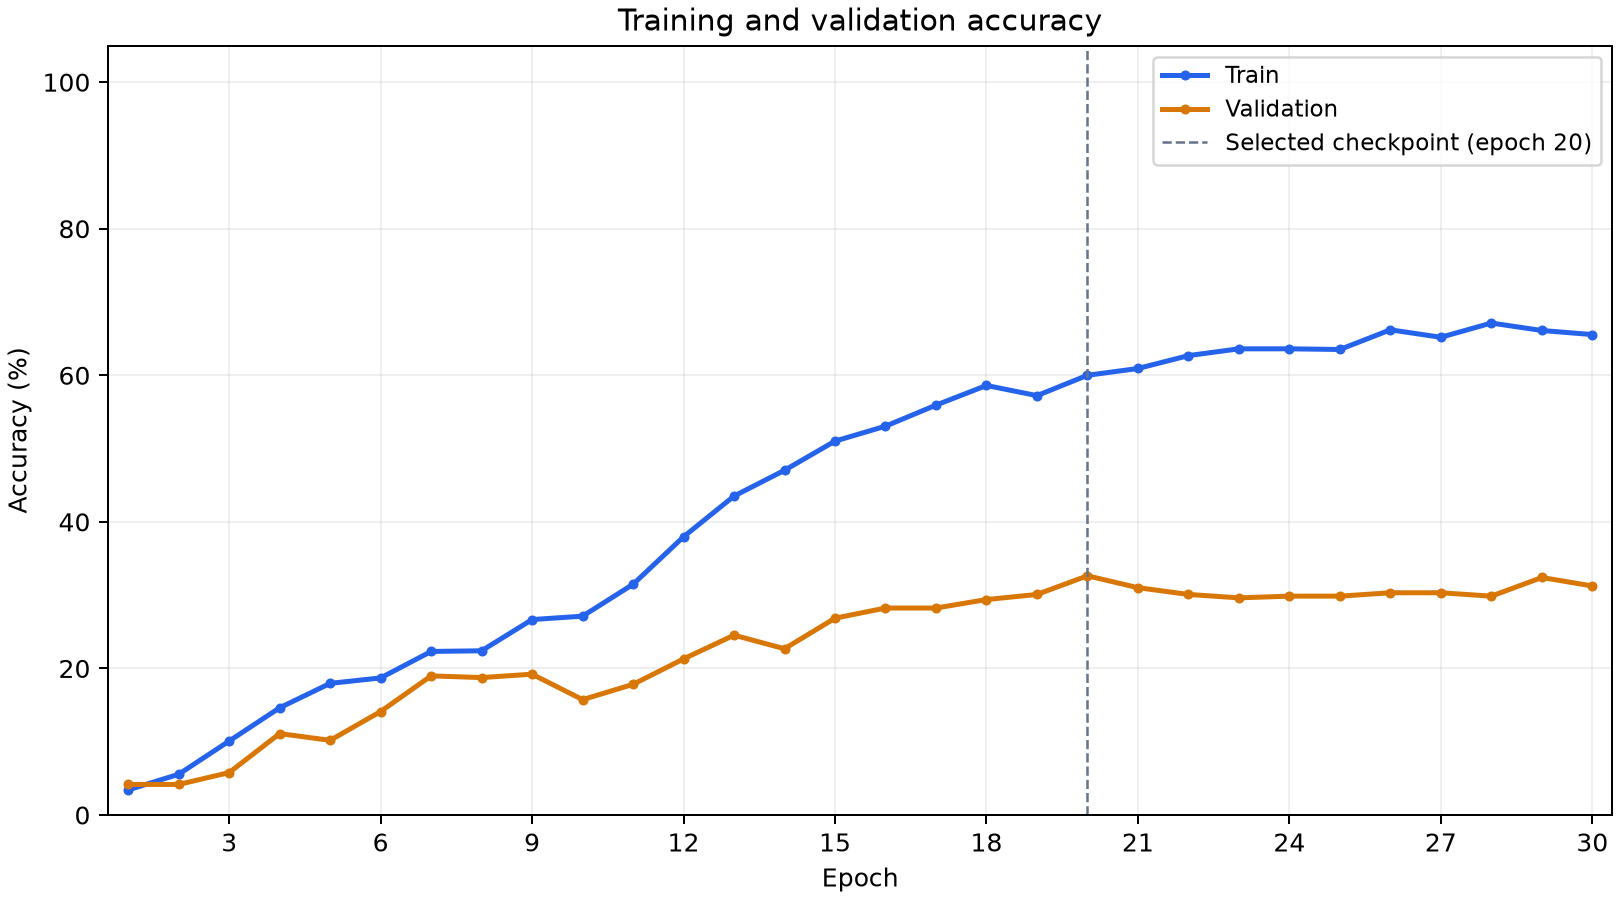 Training and validation accuracy
Train
Validation
Selected checkpoint (epoch 20)
100
80
60
40
20
0
Accuracy (%)
3 6 9 12 15 18 21 24 27 30
Epoch